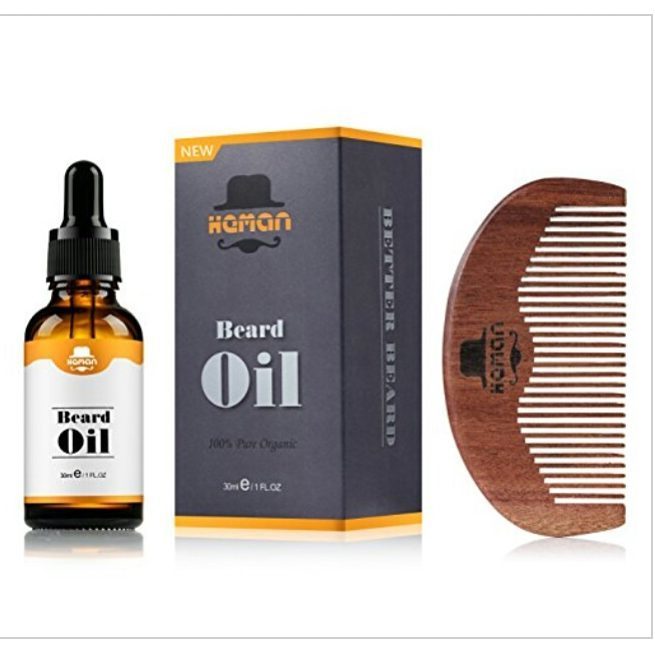 HEMAN
Beard
Oil
30ml e/1 FL.OZ
NEW
HEMAN
Beard
Oil
100% Pure Organic
30ml e/1 FL.OZ
BETTER BEARD
HEMAN